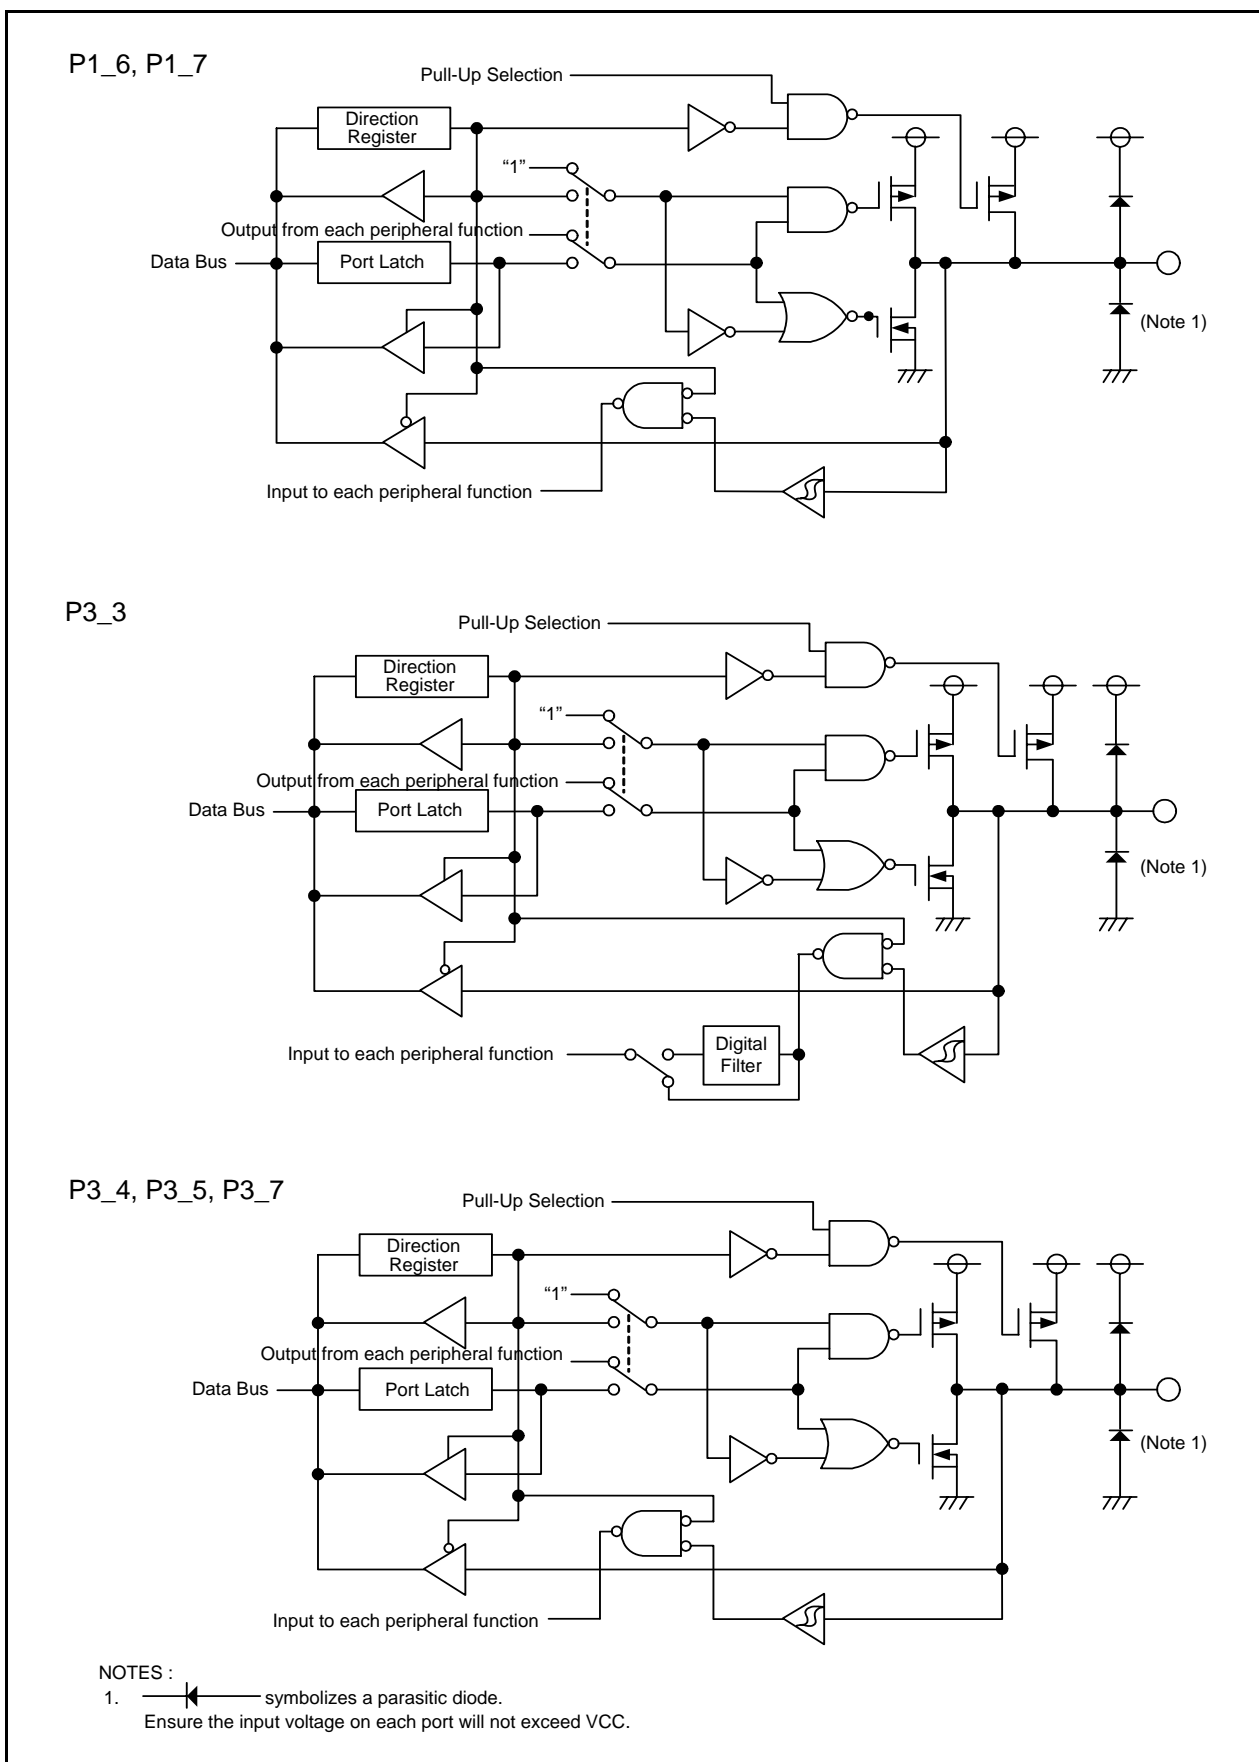 P1_6, P1_7
Pull-Up Selection
Direction
Register
“1”
Output from each peripheral function
Data Bus
Port Latch
(Note 1)
Input to each peripheral function
P3_3
Pull-Up Selection
Direction
Register
“1”
Output from each peripheral function
Data Bus
Port Latch
(Note 1)
Input to each peripheral function
Digital
Filter
P3_4, P3_5, P3_7
Pull-Up Selection
Direction
Register
“1”
Output from each peripheral function
Data Bus
Port Latch
(Note 1)
Input to each peripheral function
NOTES :
1. symbolizes a parasitic diode.
Ensure the input voltage on each port will not exceed VCC.